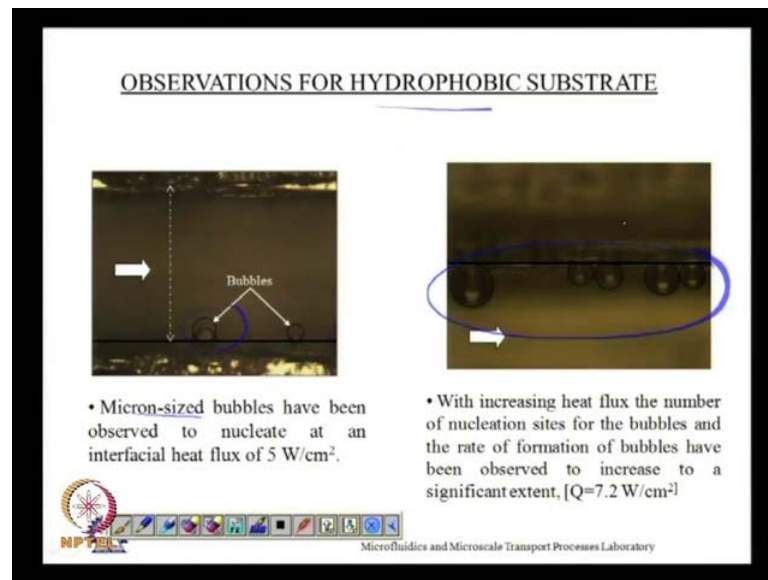 OBSERVATIONS FOR HYDROPHOBIC SUBSTRATE
Bubbles
• Micron-sized bubbles have been
observed to nucleate at an
interfacial heat flux of 5 W/cm².
• With increasing heat flux the number
of nucleation sites for the bubbles and
the rate of formation of bubbles have
been observed to increase to a
significant extent, [Q=7.2 W/cm²]
NPTEL
Microfluidics and Microscale Transport Processes Laboratory